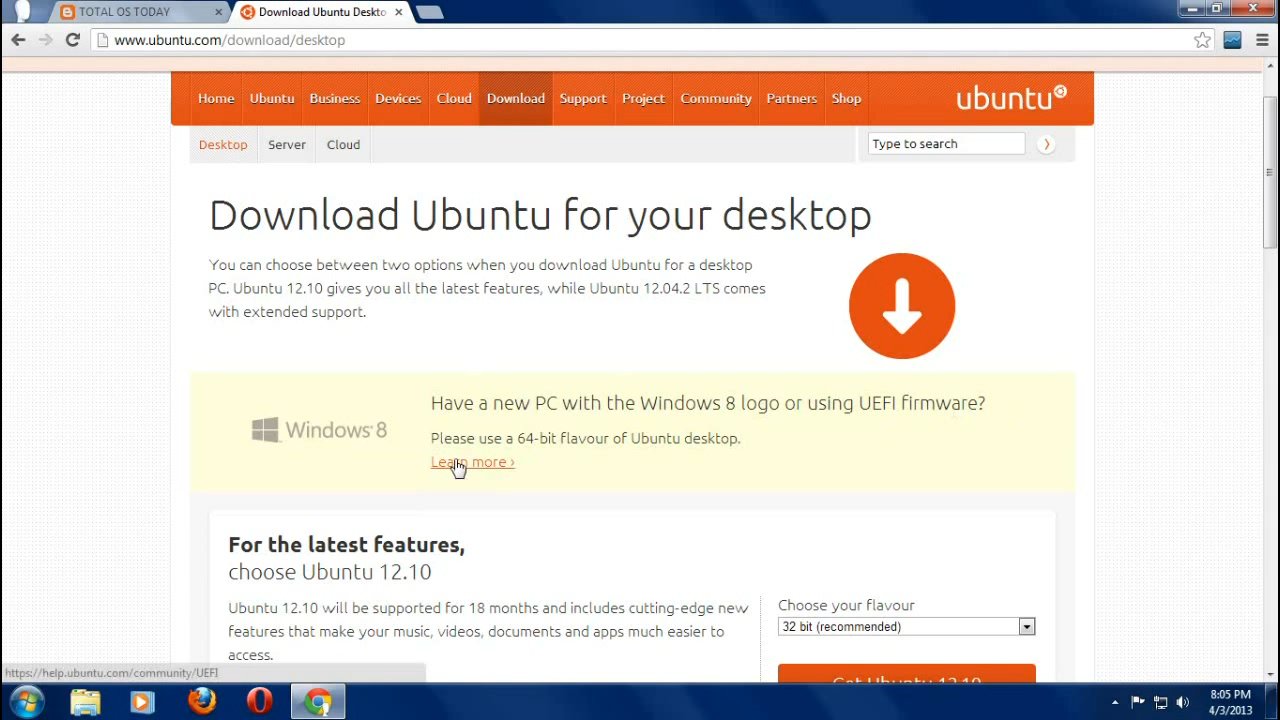 TOTAL OS TODAY
Download Ubuntu Deskto
www.ubuntu.com/download/desktop
Home Ubuntu Business Devices Cloud Download Support Project Community Partners Shop
ubuntu
Desktop Server Cloud
Type to search
Download Ubuntu for your desktop
You can choose between two options when you download Ubuntu for a desktop
PC. Ubuntu 12.10 gives you all the latest features, while Ubuntu 12.04.2 LTS comes
with extended support.
Windows 8
Have a new PC with the Windows 8 logo or using UEFI firmware?
Please use a 64-bit flavour of Ubuntu desktop.
Learn more ›
For the latest features,
choose Ubuntu 12.10
Ubuntu 12.10 will be supported for 18 months and includes cutting-edge new
features that make your music, videos, documents and apps much easier to
access.
Choose your flavour
32 bit (recommended)
Get Ubuntu 12.10
https://help.ubuntu.com/community/UEFI
8:05 PM
4/3/2013